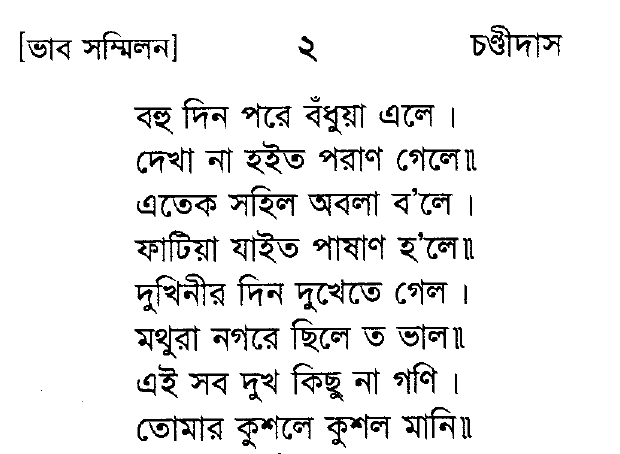 [ভাব সম্মিলন] ২ চণ্ডীদাস
বহু দিন পরে বঁধুয়া এলে ।
দেখা না হইত পরাণ গেলে॥
এতেক সহিল অবলা ব'লে ।
ফাটিয়া যাইত পাষাণ হ'লে॥
দুখিনীর দিন দুখেতে গেল ।
মথুরা নগরে ছিলে ত ভাল॥
এই সব দুখ কিছু না গণি ।
তোমার কুশলে কুশল মানি॥